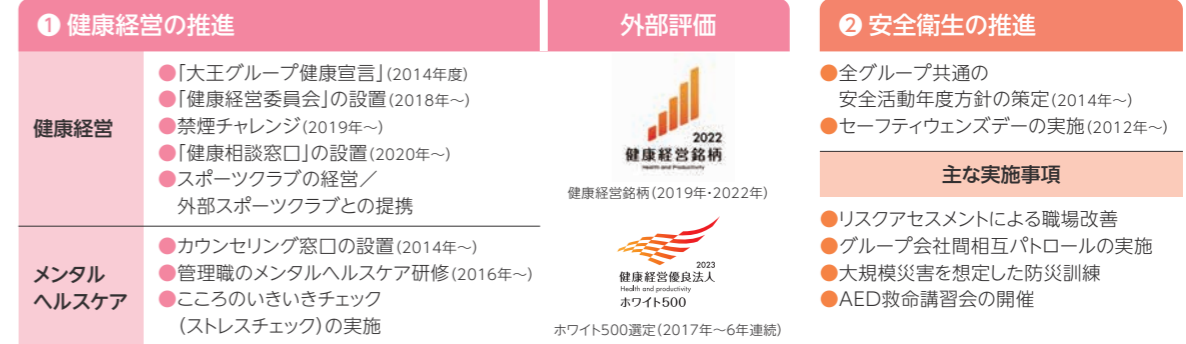 ❶ 健康経営の推進
健康経営
●「大王グループ健康宣言」(2014年度)
●「健康経営委員会」の設置(2018年~)
●禁煙チャレンジ(2019年~)
●「健康相談窓口」の設置(2020年~)
●スポーツクラブの経営/
外部スポーツクラブとの提携
メンタル
ヘルスケア
●カウンセリング窓口の設置(2014年~)
●管理職のメンタルヘルスケア研修(2016年~)
●こころのいきいきチェック
(ストレスチェック)の実施
外部評価
2022
健康経営銘柄
Health and Productivity
健康経営銘柄(2019年・2022年)
2023
健康経営優良法人
Health and productivity
ホワイト500
ホワイト500選定(2017年~6年連続)
❷ 安全衛生の推進
●全グループ共通の
安全活動年度方針の策定(2014年~)
●セーフティウェンズデーの実施(2012年~)
主な実施事項
●リスクアセスメントによる職場改善
●グループ会社間相互パトロールの実施
●大規模災害を想定した防災訓練
●AED救命講習会の開催